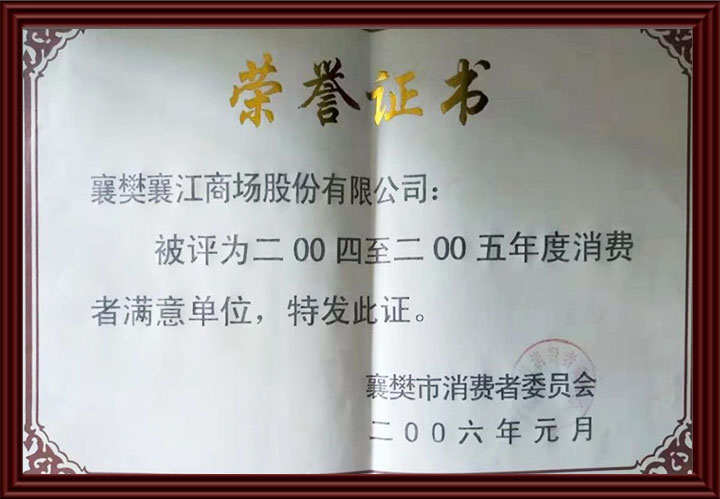 荣誉证书
襄樊襄江商场股份有限公司：
被评为二00四至二00五年度消费
者满意单位，特发此证。
襄樊市消费者委员会
二00六年元月